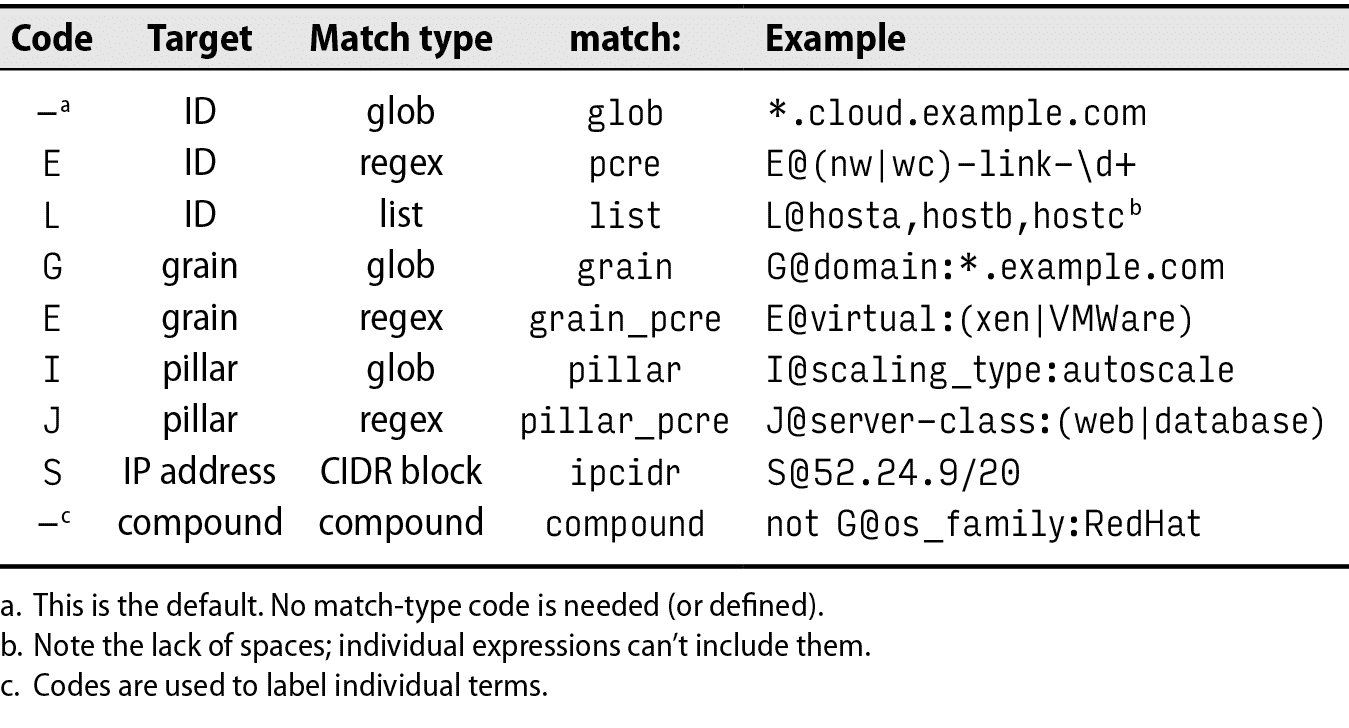 Code Target Match type match: Example
–a ID glob glob *.cloud.example.com
E ID regex pcre E@(nw|wc)-link-\d+
L ID list list L@hosta,hostb,hostcb
G grain glob grain G@domain:*.example.com
E grain regex grain_pcre E@virtual:(xen|VMWare)
I pillar glob pillar I@scaling_type:autoscale
J pillar regex pillar_pcre J@server-class:(web|database)
S IP address CIDR block ipcidr S@52.24.9/20
–c compound compound compound not G@os_family:RedHat
a. This is the default. No match-type code is needed (or defined).
b. Note the lack of spaces; individual expressions can’t include them.
c. Codes are used to label individual terms.